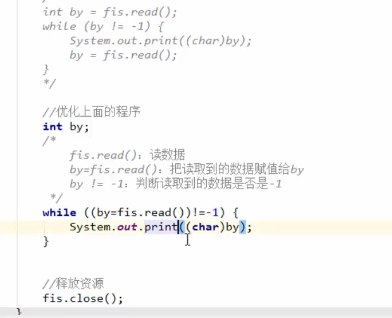 int by = fis.read();
while (by != -1) {
System.out.print((char)by);
by = fis.read();
}
*/
//优化上面的程序
int by;
/*
fis.read()：读数据
by=fis.read()：把读取到的数据赋值给by
by != -1：判断读取到的数据是否是-1
*/
while ((by=fis.read())!=-1) {
System.out.print((char)by);
}
//释放资源
fis.close();
}